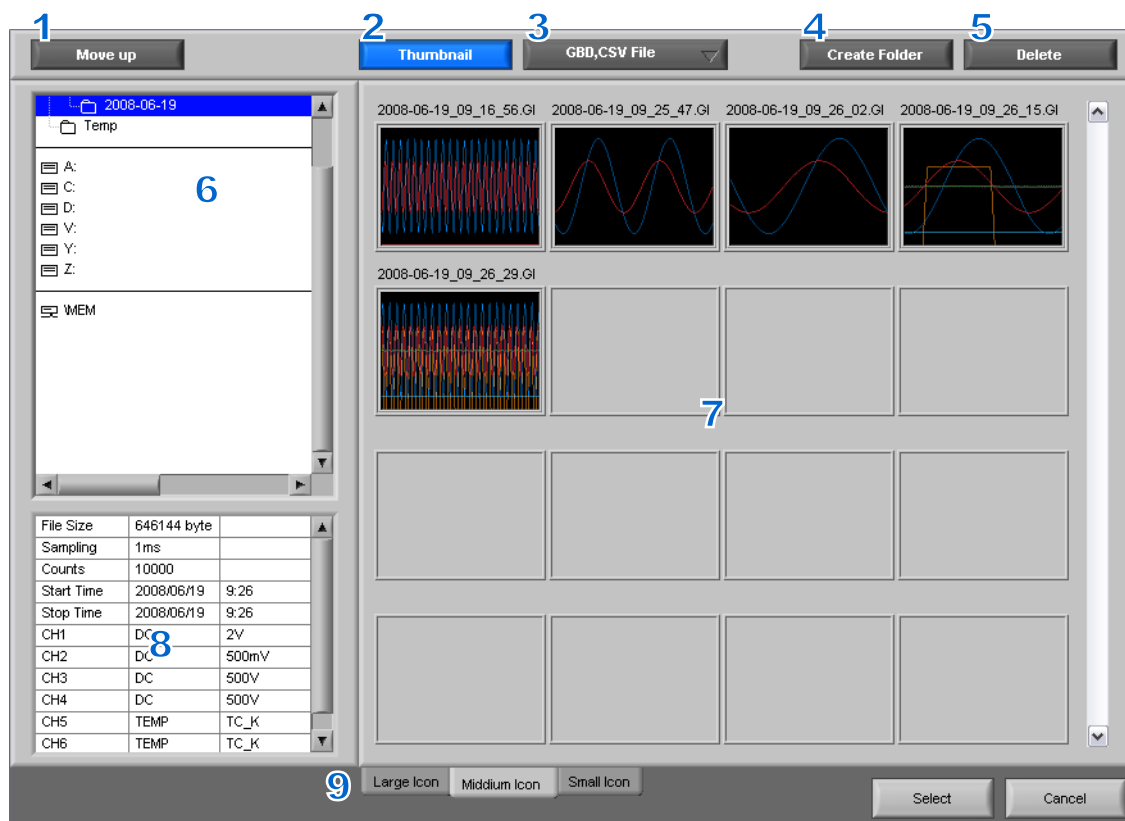 1 2 3 4 5
Move up Thumbnail GBD,CSV File Create Folder Delete
2008-06-19
Temp
A:
C:
D:
V:
Y:
Z:
\MEM
6
2008-06-19_09_16_56.GI 2008-06-19_09_25_47.GI 2008-06-19_09_26_02.GI 2008-06-19_09_26_15.GI
2008-06-19_09_26_29.GI
7
File Size 646144 byte
Sampling 1ms
Counts 10000
Start Time 2008/06/19 9:26
Stop Time 2008/06/19 9:26
CH1 DC 2V
CH2 DC 500mV
CH3 DC 500V
CH4 DC 500V
CH5 TEMP TC_K
CH6 TEMP TC_K
8
9 Large Icon Middium Icon Small Icon
Select Cancel